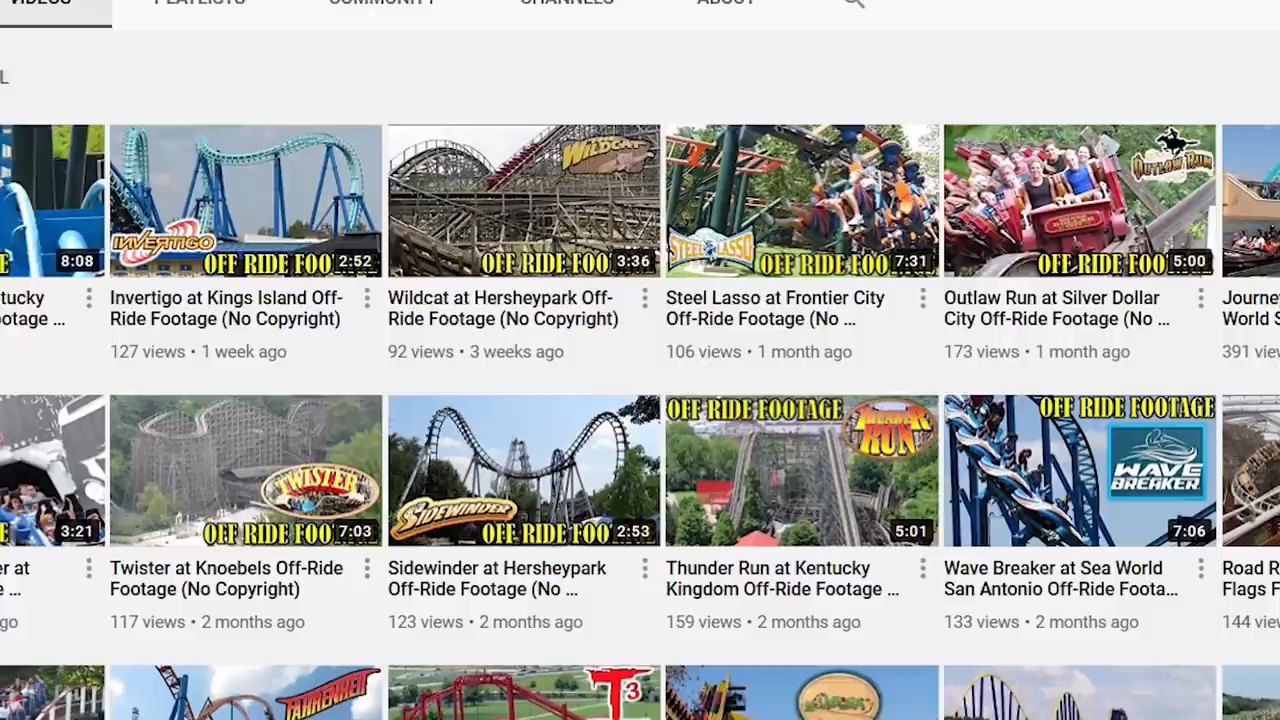 VIDEOS PLAYLISTS COMMUNITY CHANNELS ABOUT
L
INVERTIGO
WILDCAT
STEEL LASSO
OUTLAW RUN
E 8:08
OFF RIDE FOO 2:52
OFF RIDE FOO 3:36
OFF RIDE FOO 7:31
OFF RIDE FOO 5:00
tucky
otage ...
Invertigo at Kings Island Off-
Ride Footage (No Copyright)
127 views • 1 week ago
Wildcat at Hersheypark Off-
Ride Footage (No Copyright)
92 views • 3 weeks ago
Steel Lasso at Frontier City
Off-Ride Footage (No ...
106 views • 1 month ago
Outlaw Run at Silver Dollar
City Off-Ride Footage (No ...
173 views • 1 month ago
Journe
World S
391 view
E 3:21
TWISTER
OFF RIDE FOO 7:03
SIDEWINDER
OFF RIDE FOO 2:53
OFF RIDE FOOTAGE
THUNDER
RUN
5:01
OFF RIDE FOOTAGE
WAVE
BREAKER
7:06
er at
e ...
go
Twister at Knoebels Off-Ride
Footage (No Copyright)
117 views • 2 months ago
Sidewinder at Hersheypark
Off-Ride Footage (No ...
123 views • 2 months ago
Thunder Run at Kentucky
Kingdom Off-Ride Footage ...
159 views • 2 months ago
Wave Breaker at Sea World
San Antonio Off-Ride Foota...
133 views • 2 months ago
Road R
Flags F
144 view
FAHRENHEIT
T3